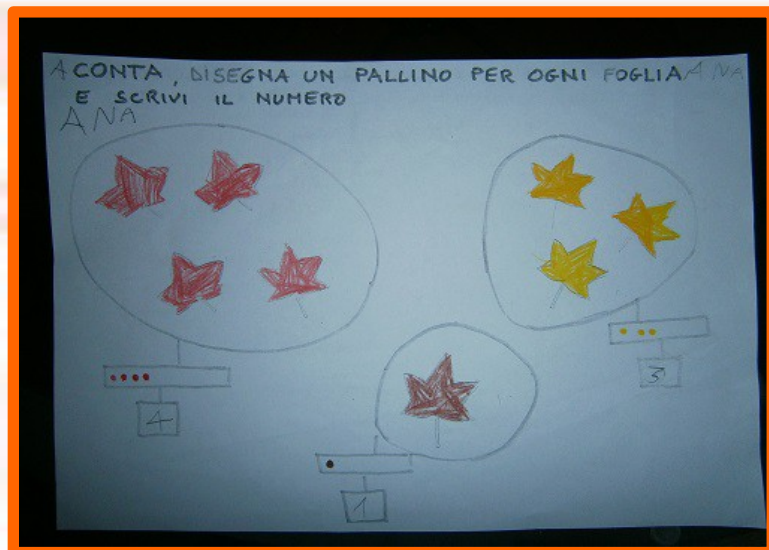 A CONTA, DISEGNA UN PALLINO PER OGNI FOGLIA ANA
E SCRIVI IL NUMERO
ANA
3
4
1